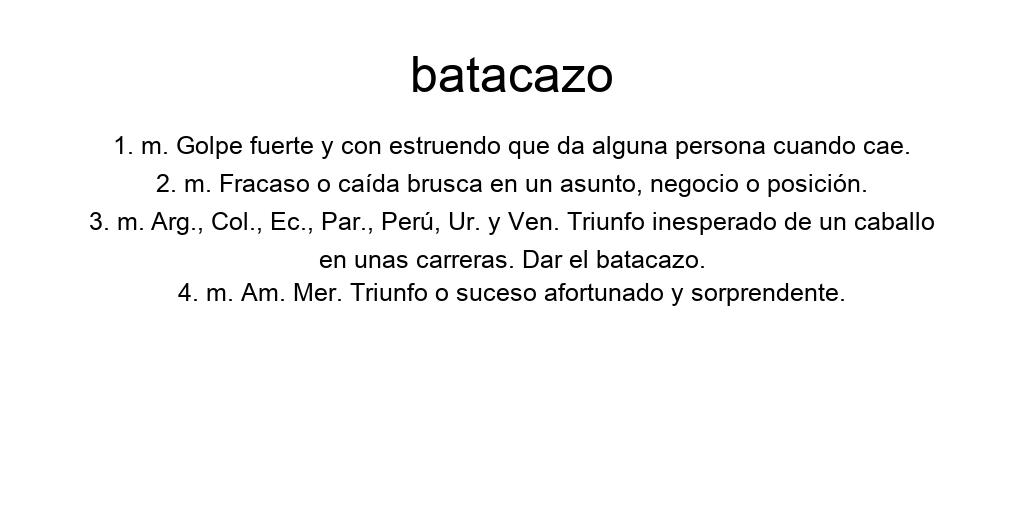 batacazo
1. m. Golpe fuerte y con estruendo que da alguna persona cuando cae.
2. m. Fracaso o caída brusca en un asunto, negocio o posición.
3. m. Arg., Col., Ec., Par., Perú, Ur. y Ven. Triunfo inesperado de un caballo
en unas carreras. Dar el batacazo.
4. m. Am. Mer. Triunfo o suceso afortunado y sorprendente.